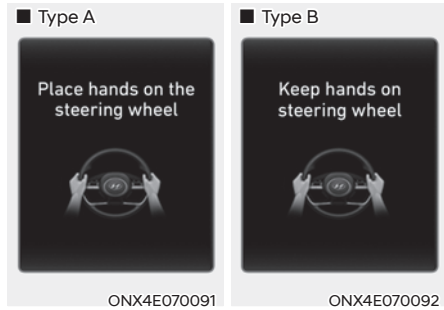 ■ Type A
Place hands on the
steering wheel
ONX4E070091
■ Type B
Keep hands on
steering wheel
ONX4E070092